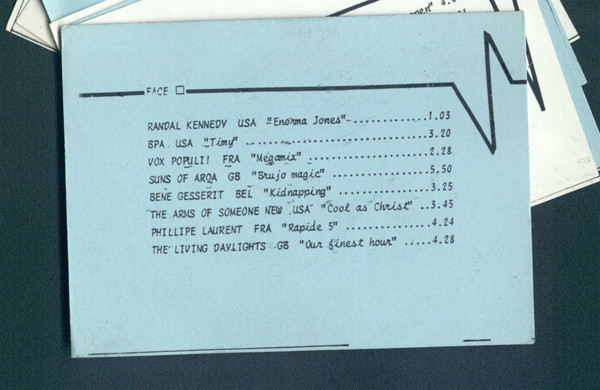 FACE □
RANDAL KENNEDY USA "Enorma Jones"-.............1.03
BPA. USA "Timy" ..........................3.20
VOX POPULI! FRA "Megamix" ....................2.28
SUNS OF ARQA GB "Brujo magic" .................5.50
BENE GESSERIT BEL "Kidnapping" ...............3.25
THE ARMS OF SOMEONE NEW USA "Cool as Christ" ..3.45
PHILLIPE LAURENT FRA "Rapide 5" ..............4.24
THE LIVING DAYLIGHTS GB "Our finest hour" .....4.28